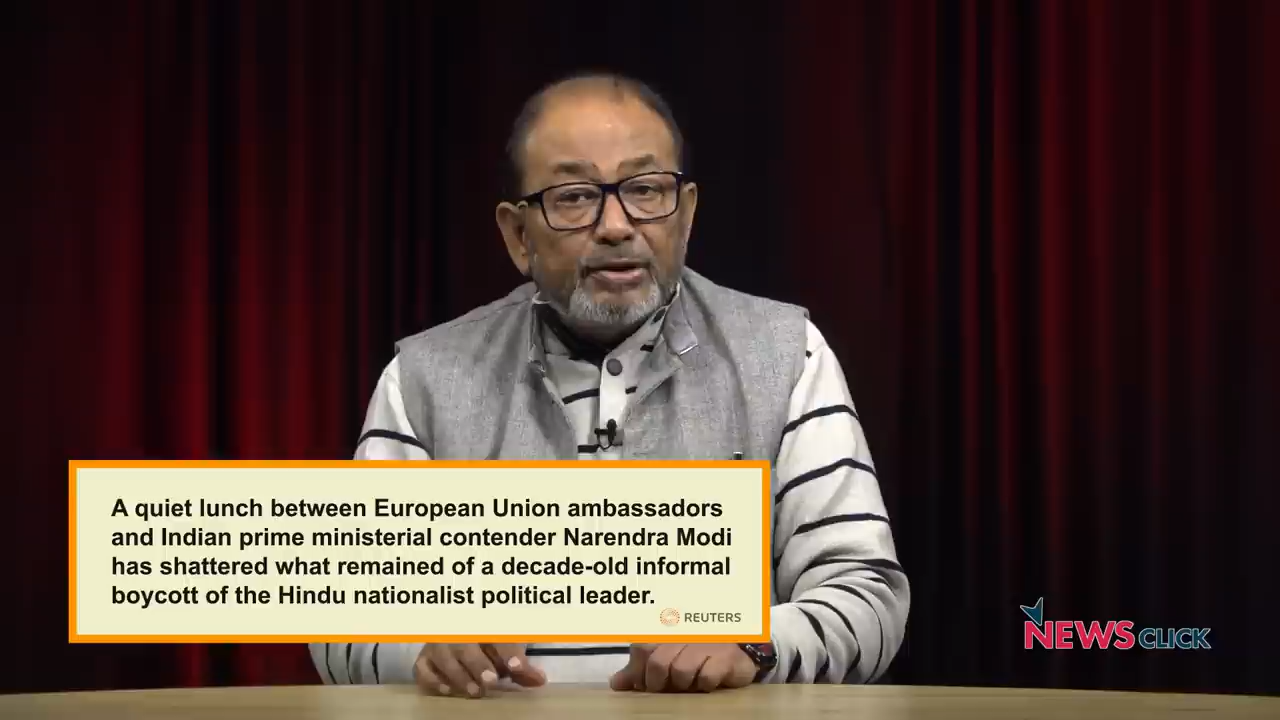 A quiet lunch between European Union ambassadors
and Indian prime ministerial contender Narendra Modi
has shattered what remained of a decade-old informal
boycott of the Hindu nationalist political leader.
REUTERS
NEWSCLICK